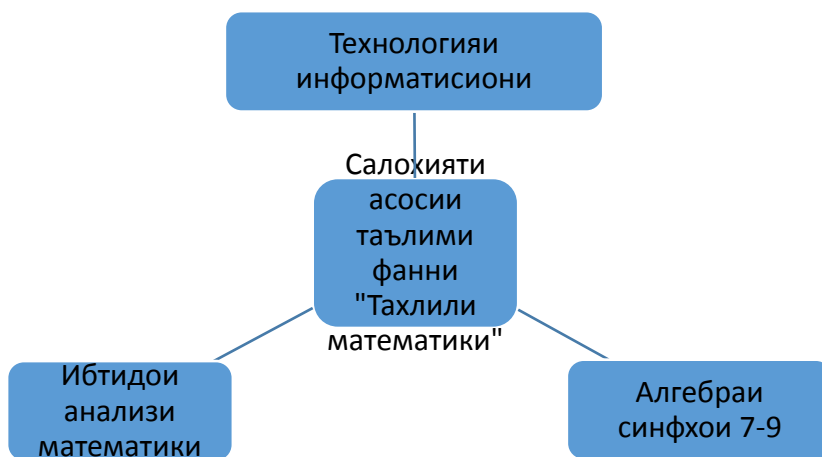 Технологияи
информатисиони
Салохияти
асосии
таълими
фанни
"Тахлили
математики"
Ибтидои
анализи
математики
Алгебраи
синфхои 7-9